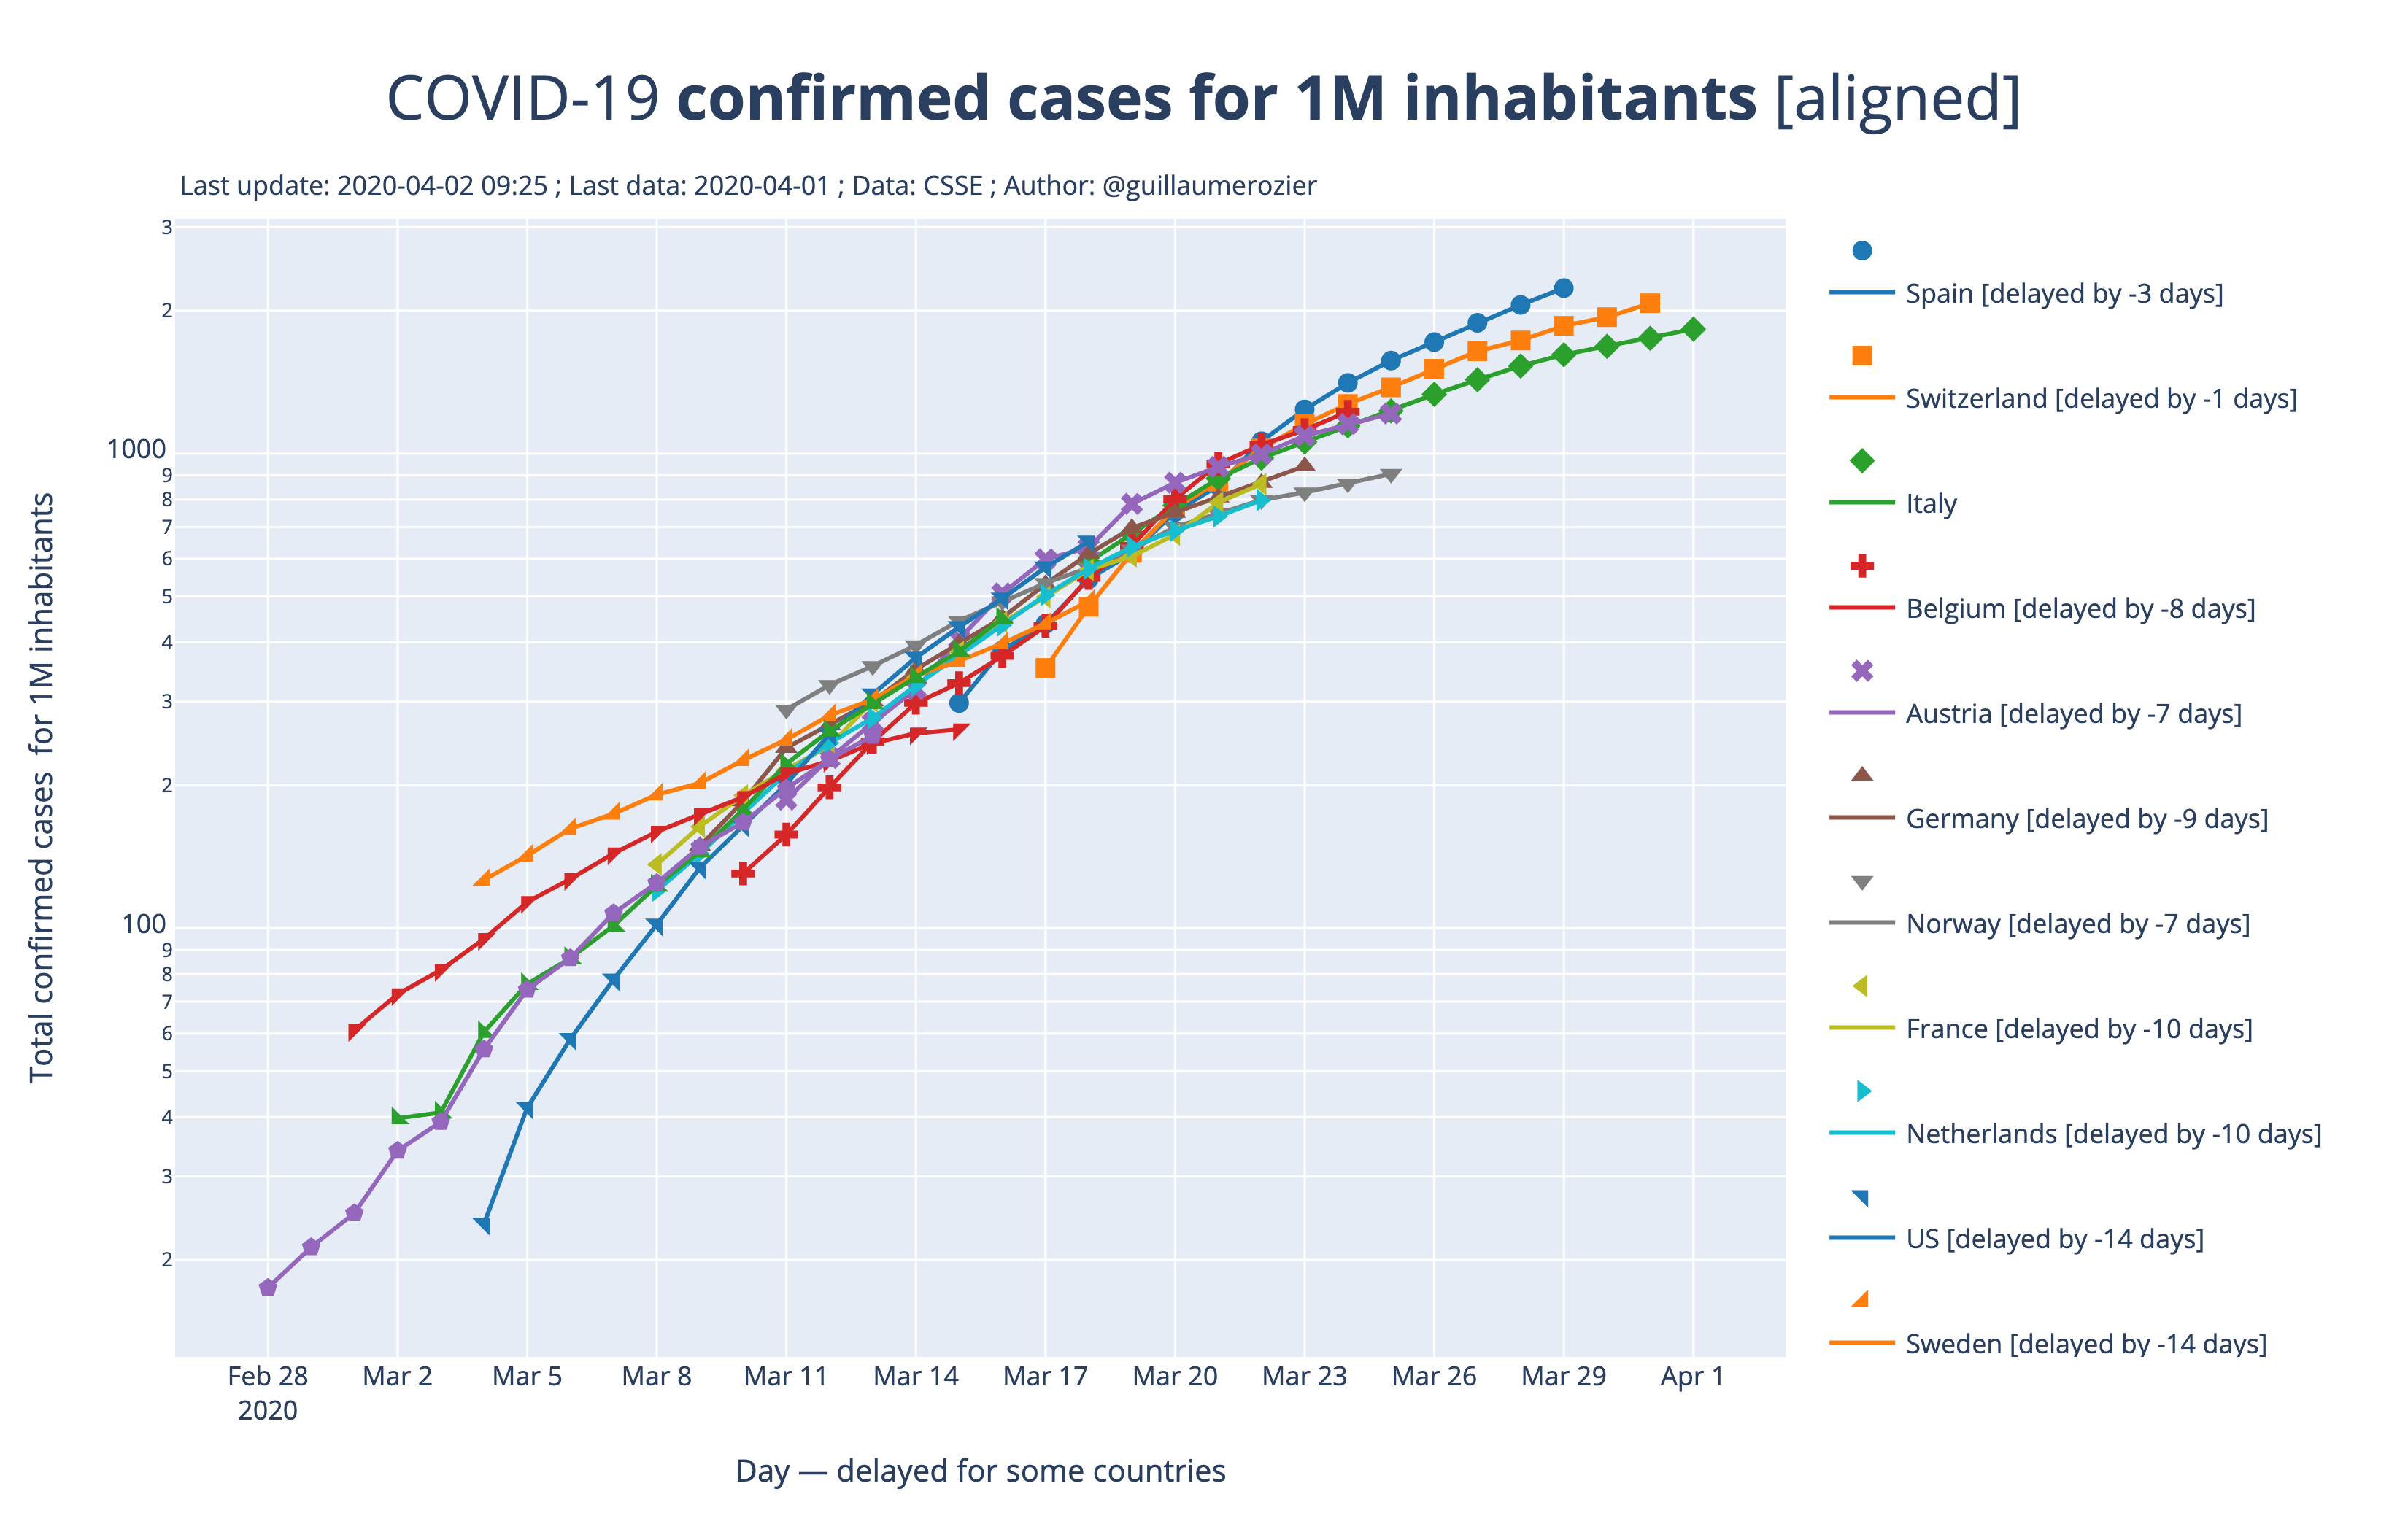 COVID-19 confirmed cases for 1M inhabitants [aligned]
Last update: 2020-04-02 09:25 ; Last data: 2020-04-01 ; Data: CSSE ; Author: @guillaumerozier
Total confirmed cases for 1M inhabitants
3
2
1000
9
8
7
6
5
4
3
2
100
9
8
7
6
5
4
3
2
Feb 28
2020
Mar 2
Mar 5
Mar 8
Mar 11
Mar 14
Mar 17
Mar 20
Mar 23
Mar 26
Mar 29
Apr 1
Day — delayed for some countries
Spain [delayed by -3 days]
Switzerland [delayed by -1 days]
Italy
Belgium [delayed by -8 days]
Austria [delayed by -7 days]
Germany [delayed by -9 days]
Norway [delayed by -7 days]
France [delayed by -10 days]
Netherlands [delayed by -10 days]
US [delayed by -14 days]
Sweden [delayed by -14 days]